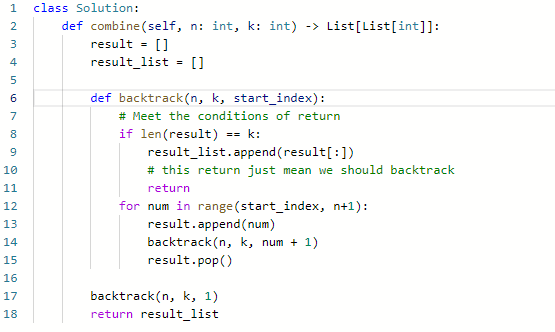 1 class Solution:
2     def combine(self, n: int, k: int) -> List[List[int]]:
3         result = []
4         result_list = []
5
6         def backtrack(n, k, start_index):
7             # Meet the conditions of return
8             if len(result) == k:
9                 result_list.append(result[:])
10                 # this return just mean we should backtrack
11                 return
12             for num in range(start_index, n+1):
13                 result.append(num)
14                 backtrack(n, k, num + 1)
15                 result.pop()
16
17         backtrack(n, k, 1)
18         return result_list